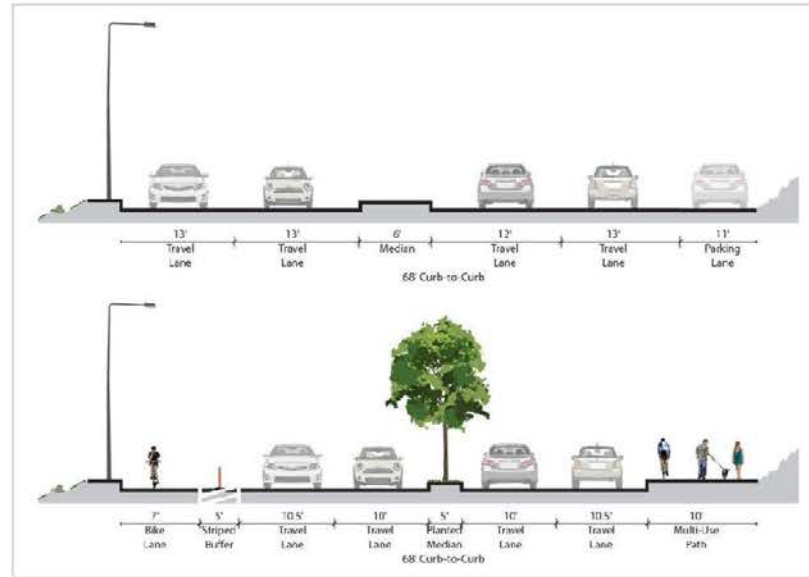 13' 13' 6' 12' 13' 11'
Travel Travel Median Travel Travel Parking
Lane Lane Lane Lane Lane
68' Curb-to-Curb
7' 5' 10.5' 10' 5' 10' 10.5' 10'
Bike Striped Travel Travel Planted Travel Travel Multi-Use
Lane Buffer Lane Lane Median Lane Lane Path
68' Curb-to-Curb